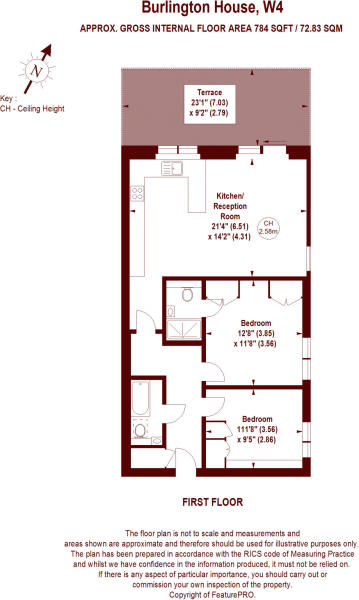 Burlington House, W4
APPROX. GROSS INTERNAL FLOOR AREA 784 SQFT / 72.83 SQM
N
Key :
CH - Ceiling Height
Terrace
23'1" (7.03)
x 9'2" (2.79)
Kitchen/
Reception
Room
21'4" (6.51)
x 14'2" (4.31)
CH
2.58m
Bedroom
12'8" (3.85)
x 11'8" (3.56)
Bedroom
111'8" (3.56)
x 9'5" (2.86)
FIRST FLOOR
The floor plan is not to scale and measurements and
areas shown are approximate and therefore should be used for illustrative purposes only.
The plan has been prepared in accordance with the RICS code of Measuring Practice
and whilst we have confidence in the information produced, it must not be relied on.
If there is any aspect of particular importance, you should carry out or
commission your own inspection of the property.
Copyright of FeaturePRO.